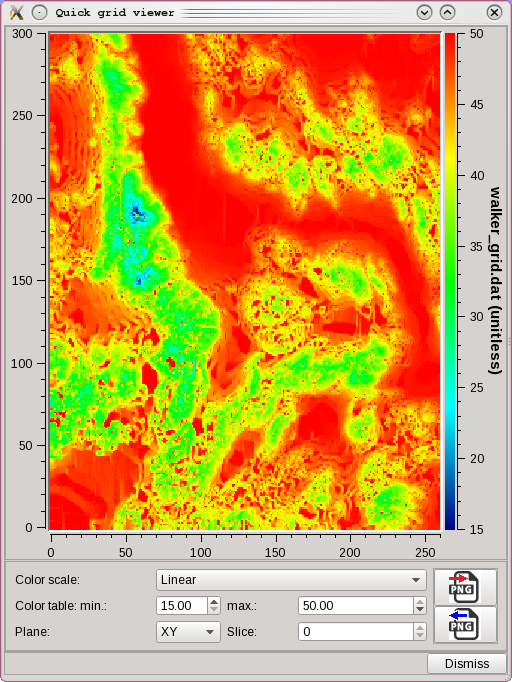 Quick grid viewer
300
250
200
150
100
50
0
0 50 100 150 200 250
50
45
40
35
30
25
20
15
walker_grid.dat (unitless)
Color scale: Linear
PNG
Color table: min.: 15.00 max.: 50.00
PNG
Plane: XY Slice: 0
Dismiss